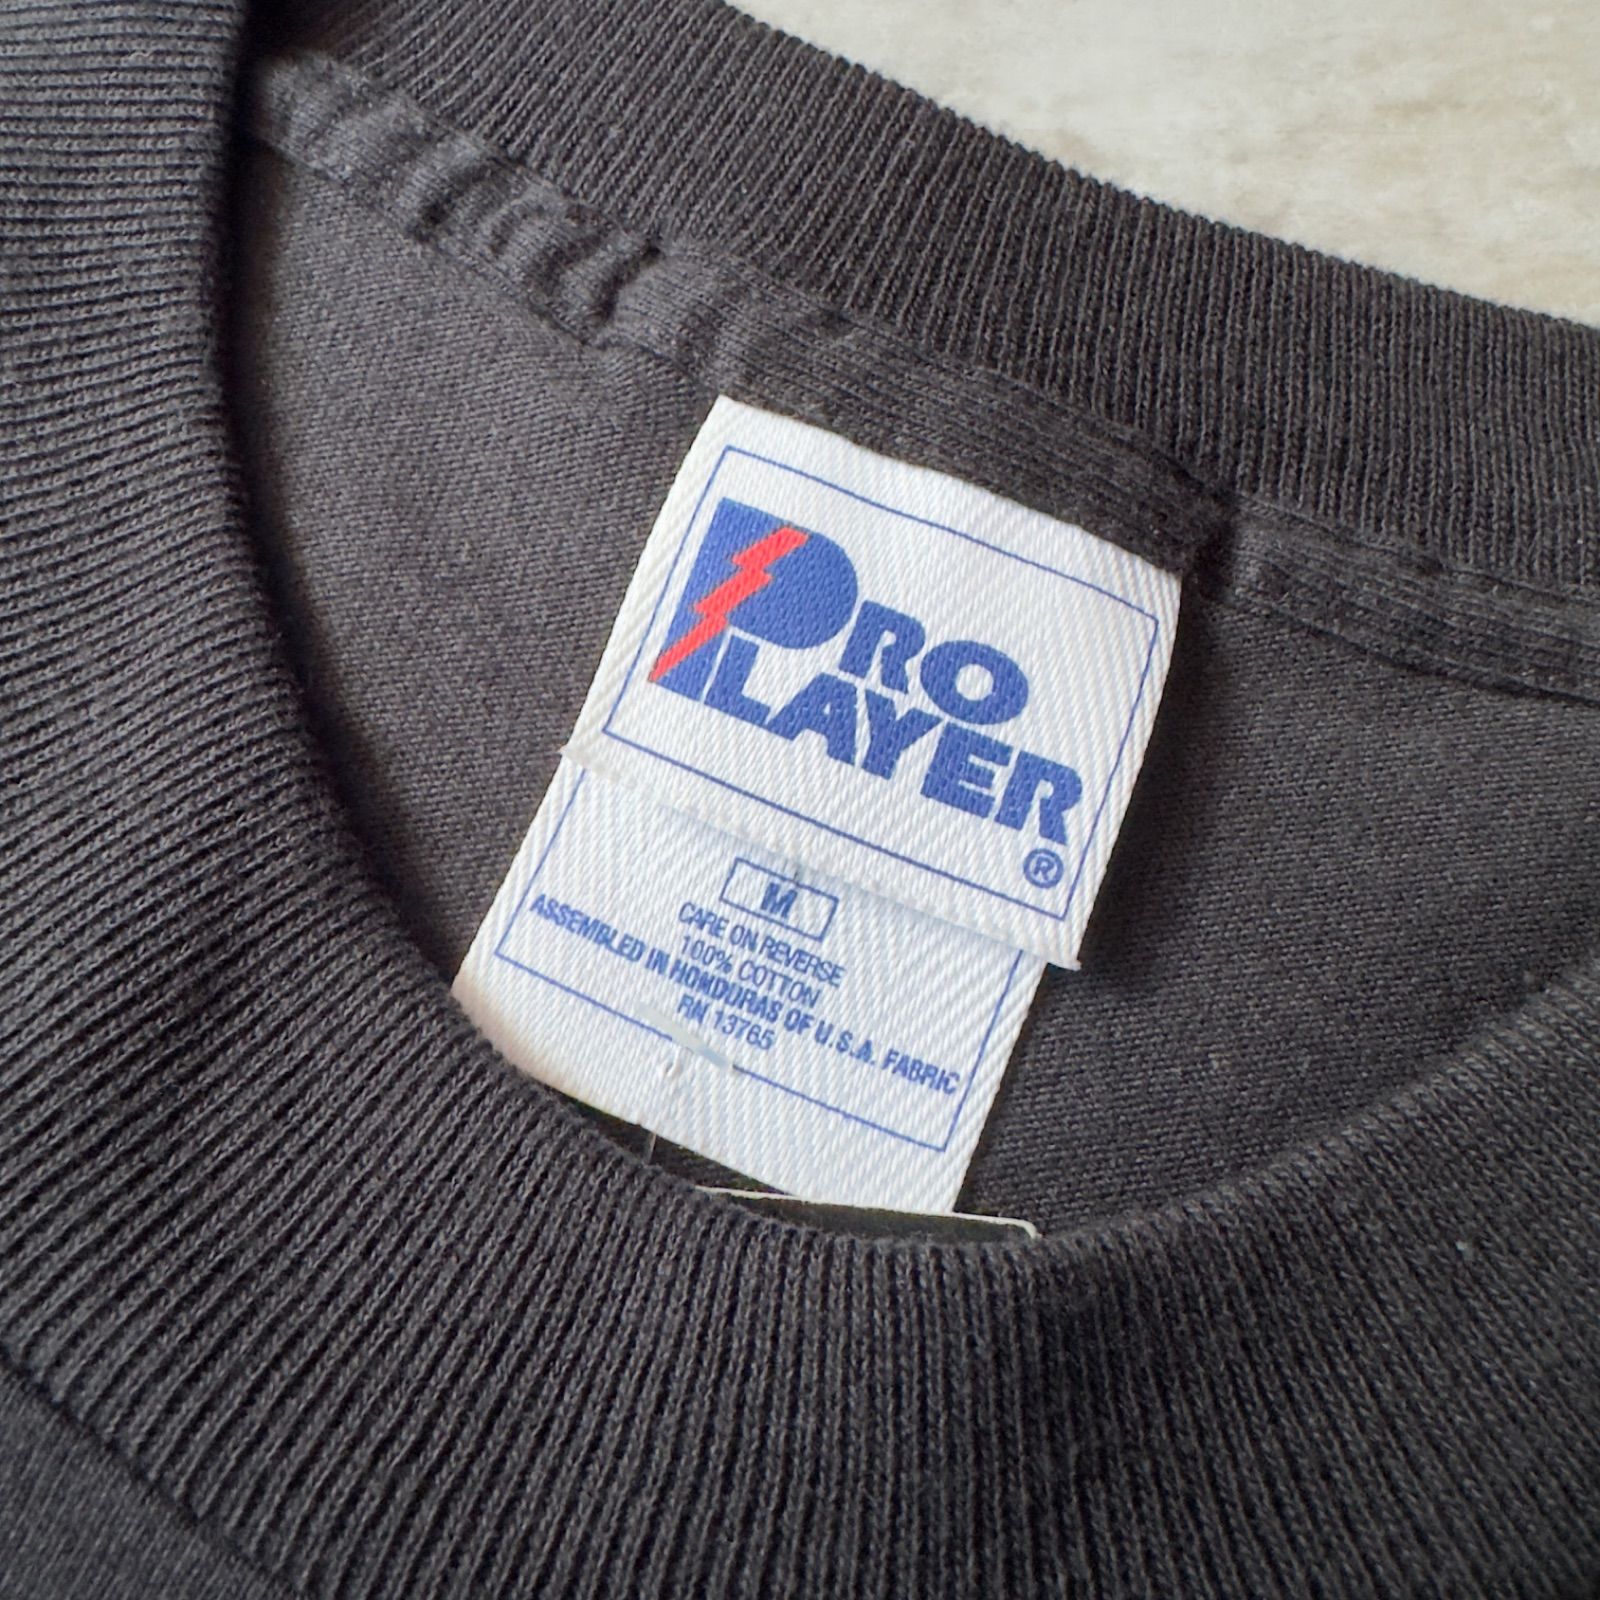 PRO
PLAYER
®
M
CARE ON REVERSE
100% COTTON
ASSEMBLED IN HONDURAS OF U.S.A. FABRIC
RN 13765